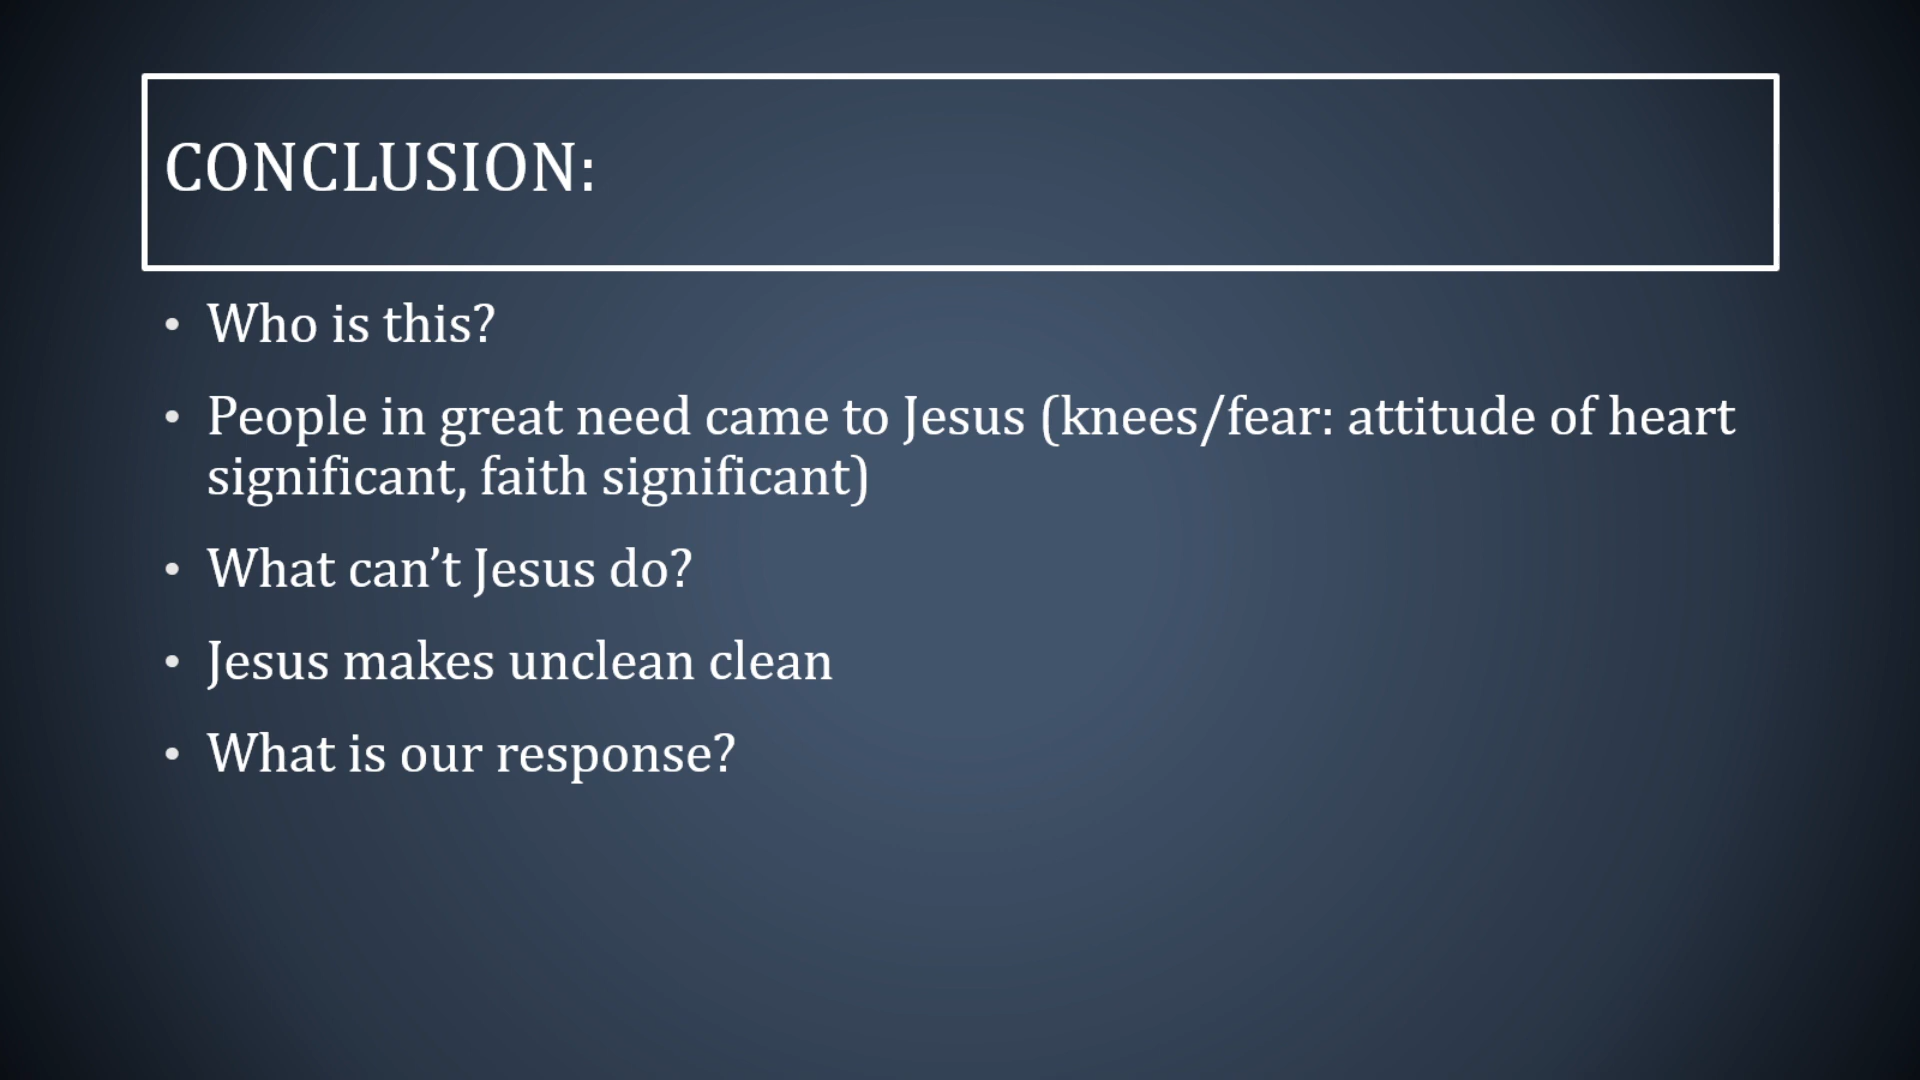 CONCLUSION:
• Who is this?
• People in great need came to Jesus (knees/fear: attitude of heart
significant, faith significant)
• What can’t Jesus do?
• Jesus makes unclean clean
• What is our response?